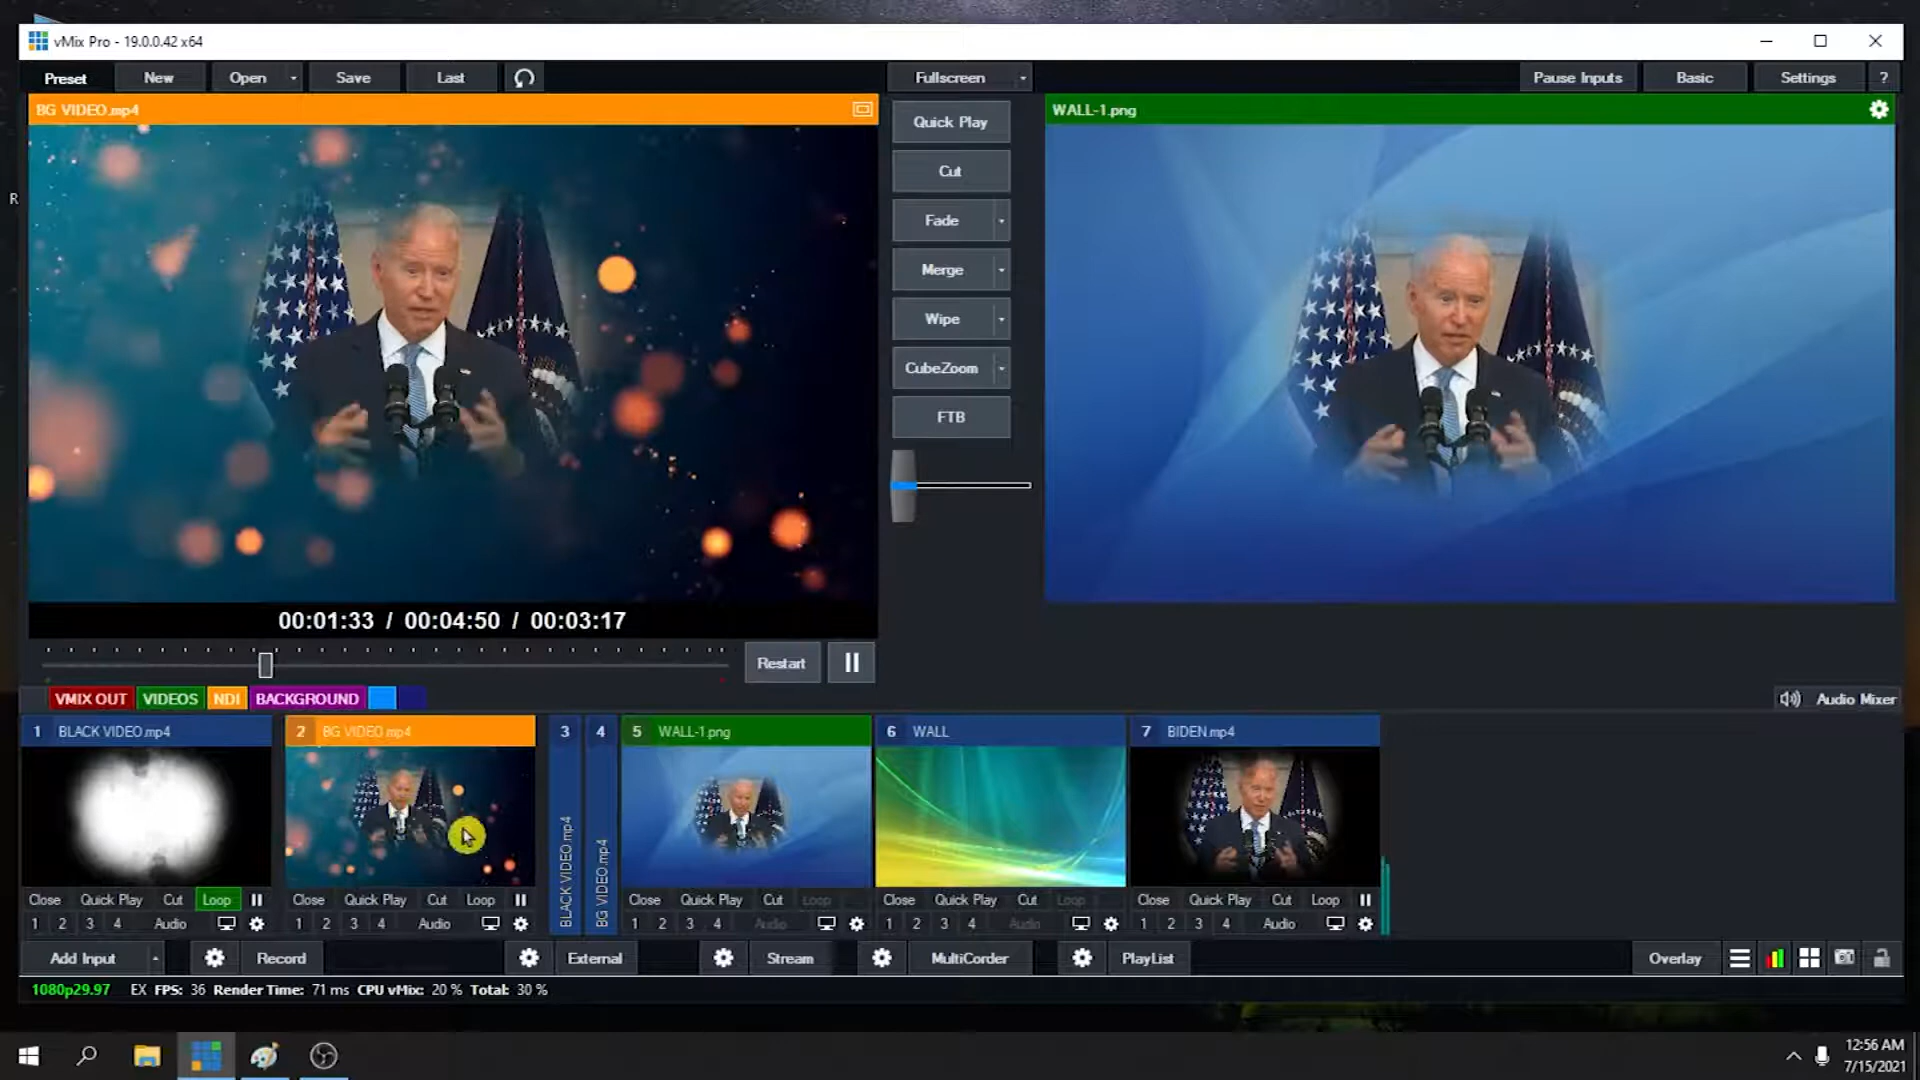 vMix Pro - 19.0.0.42 x64
Preset New Open Save Last Fullscreen Pause Inputs Basic Settings ?
BG VIDEO.mp4
WALL-1.png
R
Quick Play
Cut
Fade
Merge
Wipe
CubeZoom
FTB
00:01:33 / 00:04:50 / 00:03:17
Restart
VMIX OUT VIDEOS NDI BACKGROUND Audio Mixer
1 BLACK VIDEO.mp4
2 BG VIDEO.mp4
3 BLACK VIDEO.mp4
4 BG VIDEO.mp4
5 WALL-1.png
6 WALL
7 BIDEN.mp4
Close Quick Play Cut Loop
1 2 3 4 Audio
Close Quick Play Cut Loop
1 2 3 4 Audio
Close Quick Play Cut Loop
1 2 3 4 Audio
Close Quick Play Cut Loop
1 2 3 4 Audio
Close Quick Play Cut Loop
1 2 3 4 Audio
Add Input Record External Stream MultiCorder PlayList Overlay
1080p29.97 EX FPS: 36 Render Time: 71 ms CPU vMix: 20 % Total: 30 %
12:56 AM
7/15/2021